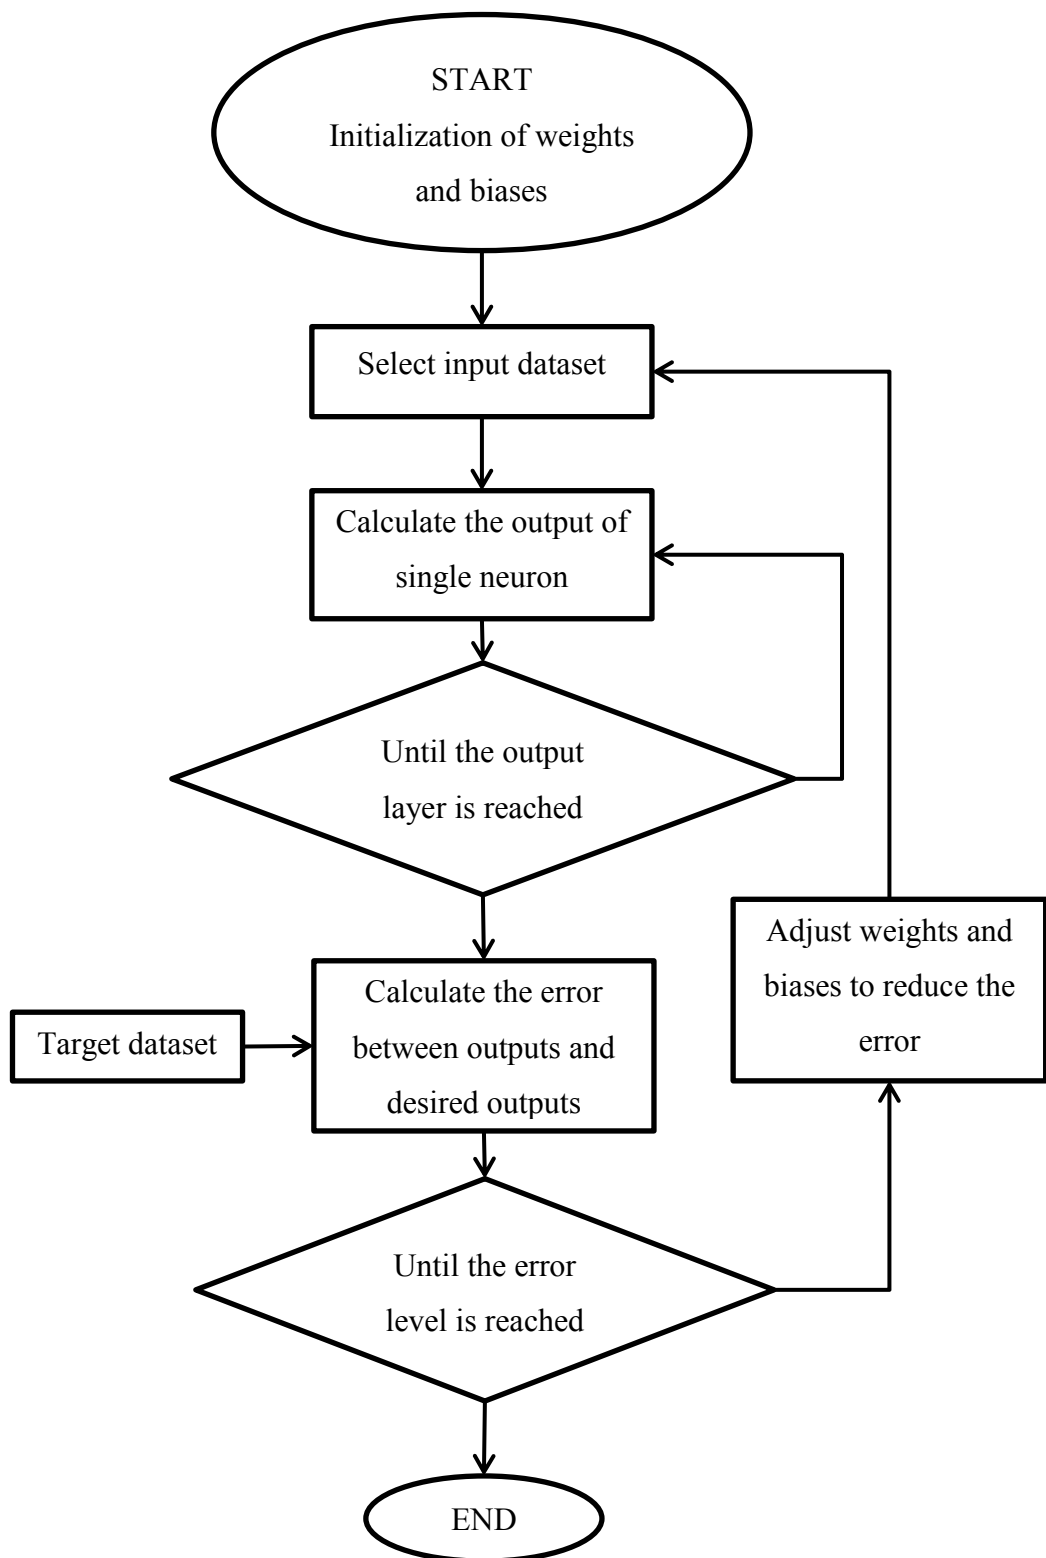 START
Initialization of weights
and biases
Select input dataset
Calculate the output of
single neuron
Until the output
layer is reached
Adjust weights and
biases to reduce the
error
Calculate the error
between outputs and
desired outputs
Target dataset
Until the error
level is reached
END